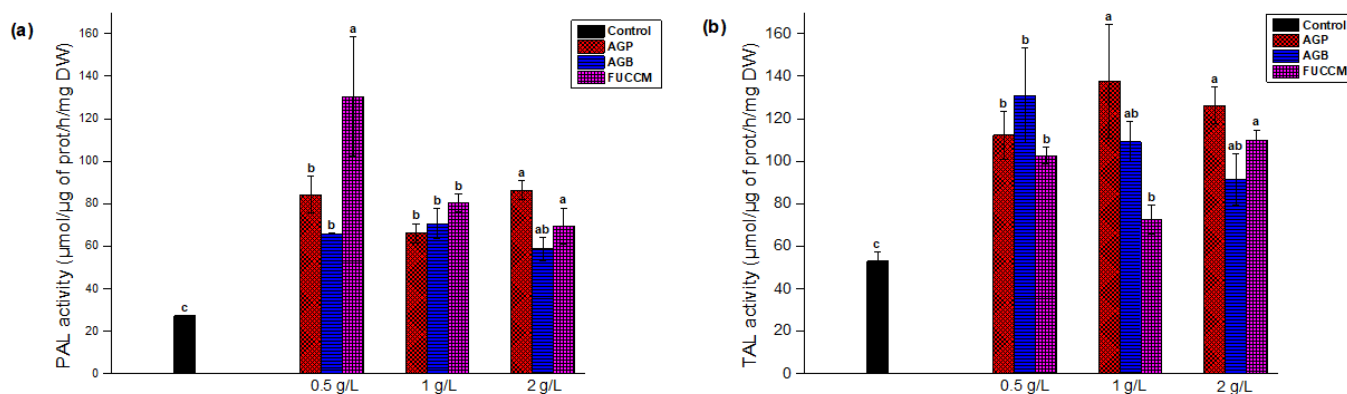 (a)
PAL activity (µmol/µg of prot/h/mg DW)
160
140
120
100
80
60
40
20
0
Control
AGP
AGB
FUCCM
c
b
b
a
b
b
b
a
ab
a
0.5 g/L
1 g/L
2 g/L
(b)
TAL activity (µmol/µg of prot/h/mg DW)
160
140
120
100
80
60
40
20
0
Control
AGP
AGB
FUCCM
c
b
b
b
a
ab
b
a
ab
a
0.5 g/L
1 g/L
2 g/L